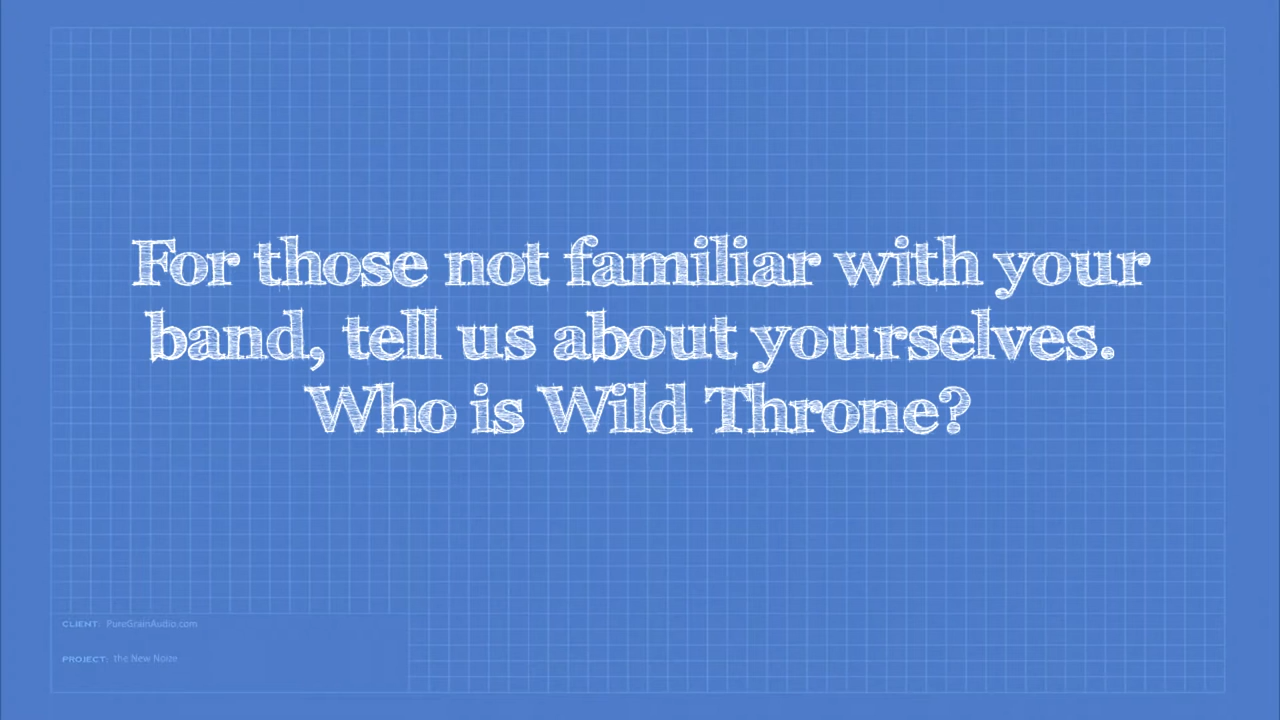 For those not familiar with your
band, tell us about yourselves.
Who is Wild Throne?
CLIENT: PureGrainAudio.com
PROJECT: the New Noize